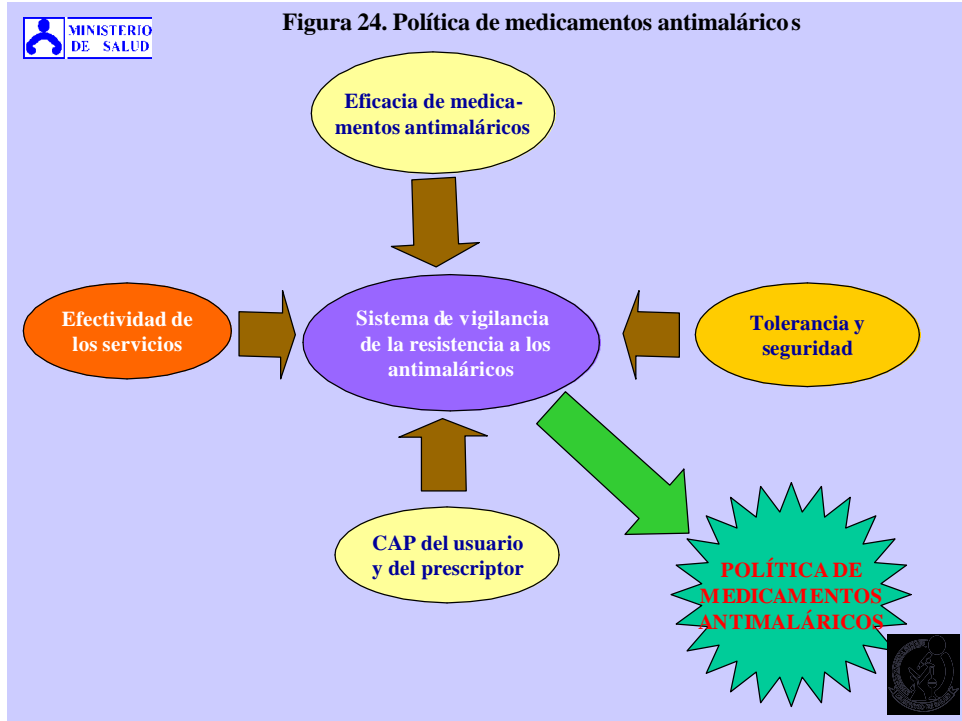 MINISTERIO
DE SALUD
Figura 24. Política de medicamentos antimaláricos
Eficacia de medica-
mentos antimaláricos
Efectividad de
los servicios
Sistema de vigilancia
de la resistencia a los
antimaláricos
Tolerancia y
seguridad
CAP del usuario
y del prescriptor
POLÍTICA DE
MEDICAMENTOS
ANTIMALÁRICOS